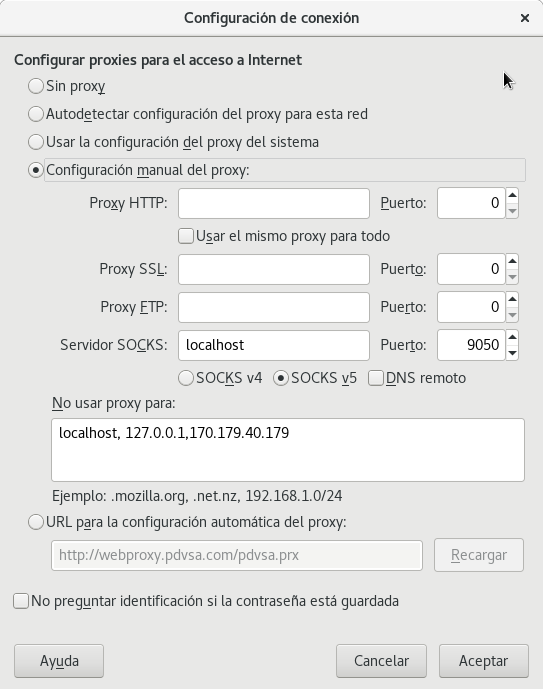 Configuración de conexión
Configurar proxies para el acceso a Internet
Sin proxy
Autodetectar configuración del proxy para esta red
Usar la configuración del proxy del sistema
Configuración manual del proxy:
Proxy HTTP: Puerto: 0
Usar el mismo proxy para todo
Proxy SSL: Puerto: 0
Proxy FTP: Puerto: 0
Servidor SOCKS: localhost Puerto: 9050
SOCKS v4 SOCKS v5 DNS remoto
No usar proxy para:
localhost, 127.0.0.1,170.179.40.179
Ejemplo: .mozilla.org, .net.nz, 192.168.1.0/24
URL para la configuración automática del proxy:
http://webproxy.pdvsa.com/pdvsa.prx Recargar
No preguntar identificación si la contraseña está guardada
Ayuda Cancelar Aceptar